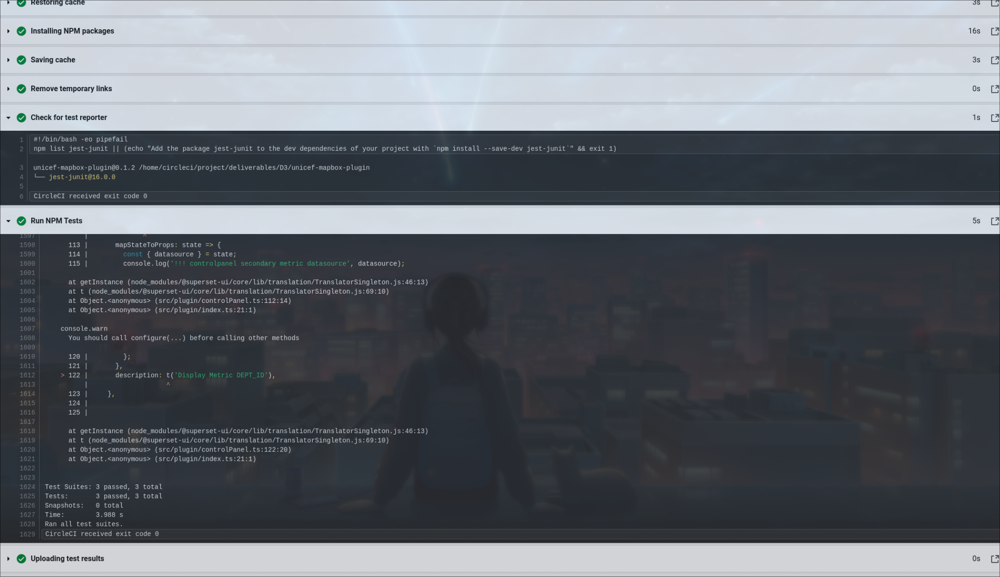 Restoring cache 3s
Installing NPM packages 16s
Saving cache 3s
Remove temporary links 0s
Check for test reporter 1s
1 #!/bin/bash -eo pipefail
2 npm list jest-junit || (echo "Add the package jest-junit to the dev dependencies of your project with `npm install --save-dev jest-junit`" && exit 1)
3 unicef-mapbox-plugin@0.1.2 /home/circleci/project/deliverables/D3/unicef-mapbox-plugin
4 └── jest-junit@16.0.0
5
6 CircleCI received exit code 0
Run NPM Tests 5s
1597 | ^
1598 113 | mapStateToProps: state => {
1599 114 | const { datasource } = state;
1600 115 | console.log('!!! controlpanel secondary metric datasource', datasource);
1601
1602 at getInstance (node_modules/@superset-ui/core/lib/translation/TranslatorSingleton.js:46:13)
1603 at t (node_modules/@superset-ui/core/lib/translation/TranslatorSingleton.js:69:10)
1604 at Object.<anonymous> (src/plugin/controlPanel.ts:112:14)
1605 at Object.<anonymous> (src/plugin/index.ts:21:1)
1606
1607 console.warn
1608 You should call configure(...) before calling other methods
1609
1610 120 | };
1611 121 | },
1612 > 122 | description: t('Display Metric DEPT_ID'),
1613 | ^
1614 123 | },
1615 124 |
1616 125 |
1617
1618 at getInstance (node_modules/@superset-ui/core/lib/translation/TranslatorSingleton.js:46:13)
1619 at t (node_modules/@superset-ui/core/lib/translation/TranslatorSingleton.js:69:10)
1620 at Object.<anonymous> (src/plugin/controlPanel.ts:122:20)
1621 at Object.<anonymous> (src/plugin/index.ts:21:1)
1622
1623
1624 Test Suites: 3 passed, 3 total
1625 Tests: 3 passed, 3 total
1626 Snapshots: 0 total
1627 Time: 3.988 s
1628 Ran all test suites.
1629 CircleCI received exit code 0
Uploading test results 0s